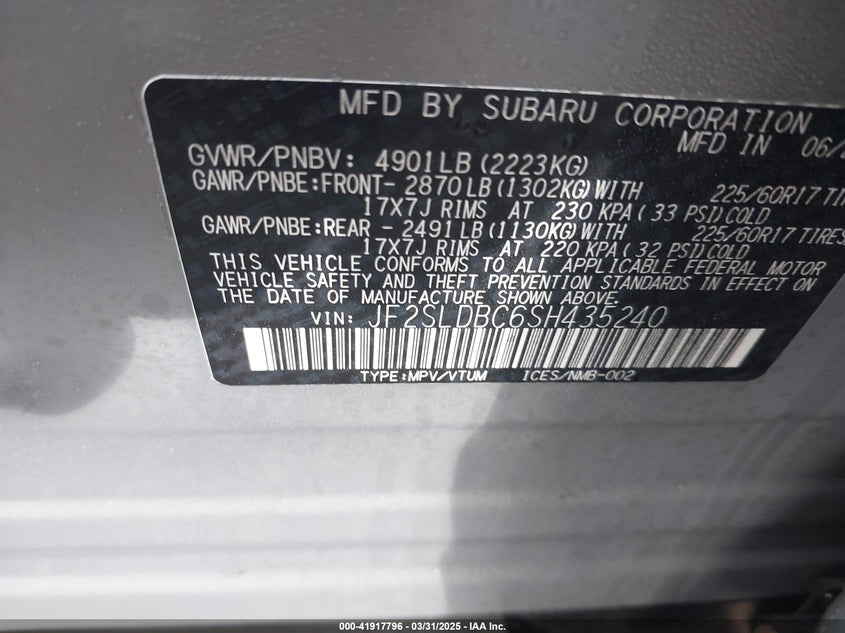 MFD BY SUBARU CORPORATION
MFD IN 06/
GVWR/PNBV: 4901LB (2223KG)
GAWR/PNBE:FRONT- 2870LB(1302KG)WITH 225/60R17 TIRE
17X7J RIMS AT 230 KPA(33 PSI)COLD
GAWR/PNBE:REAR - 2491LB(1130KG)WITH 225/60R17 TIRES
17X7J RIMS AT 220 KPA(32 PSI)COLD
THIS VEHICLE CONFORMS TO ALL APPLICABLE FEDERAL MOTOR
VEHICLE SAFETY AND THEFT PREVENTION STANDARDS IN EFFECT ON
THE DATE OF MANUFACTURE SHOWN ABOVE.
VIN: JF2SLDBC6SH435240
TYPE:MPV/VTUM ICES/NMB-002
000-41917796 - 03/31/2025 - IAA Inc.